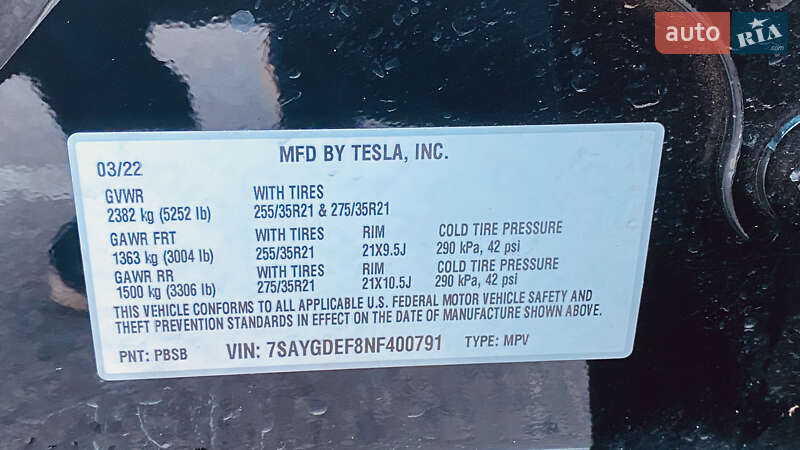 auto RIA.com
MFD BY TESLA, INC.
03/22
GVWR WITH TIRES
2382 kg (5252 lb) 255/35R21 & 275/35R21
GAWR FRT WITH TIRES RIM COLD TIRE PRESSURE
1363 kg (3004 lb) 255/35R21 21X9.5J 290 kPa, 42 psi
GAWR RR WITH TIRES RIM COLD TIRE PRESSURE
1500 kg (3306 lb) 275/35R21 21X10.5J 290 kPa, 42 psi
THIS VEHICLE CONFORMS TO ALL APPLICABLE U.S. FEDERAL MOTOR VEHICLE SAFETY AND
THEFT PREVENTION STANDARDS IN EFFECT ON THE DATE OF MANUFACTURE SHOWN ABOVE.
PNT: PBSB VIN: 7SAYGDEF8NF400791 TYPE: MPV